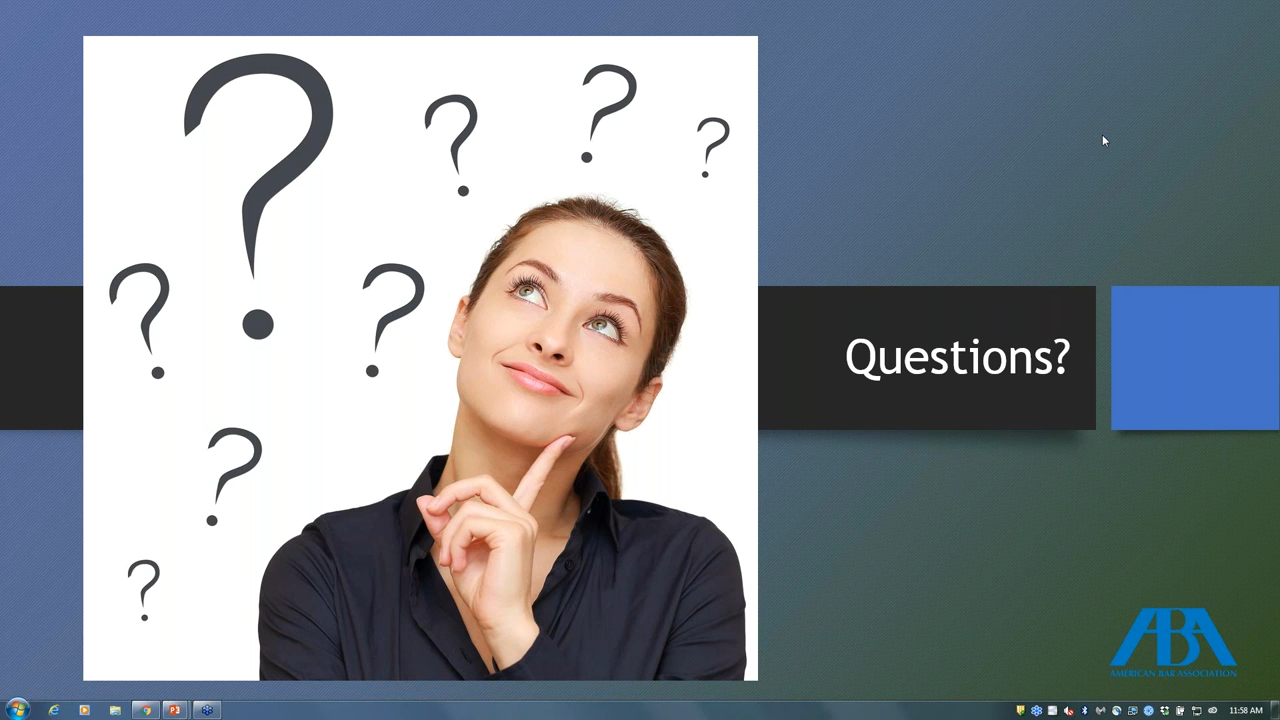 ? ? ? ?
? ?
?
?
Questions?
ABA
AMERICAN BAR ASSOCIATION
11:58 AM